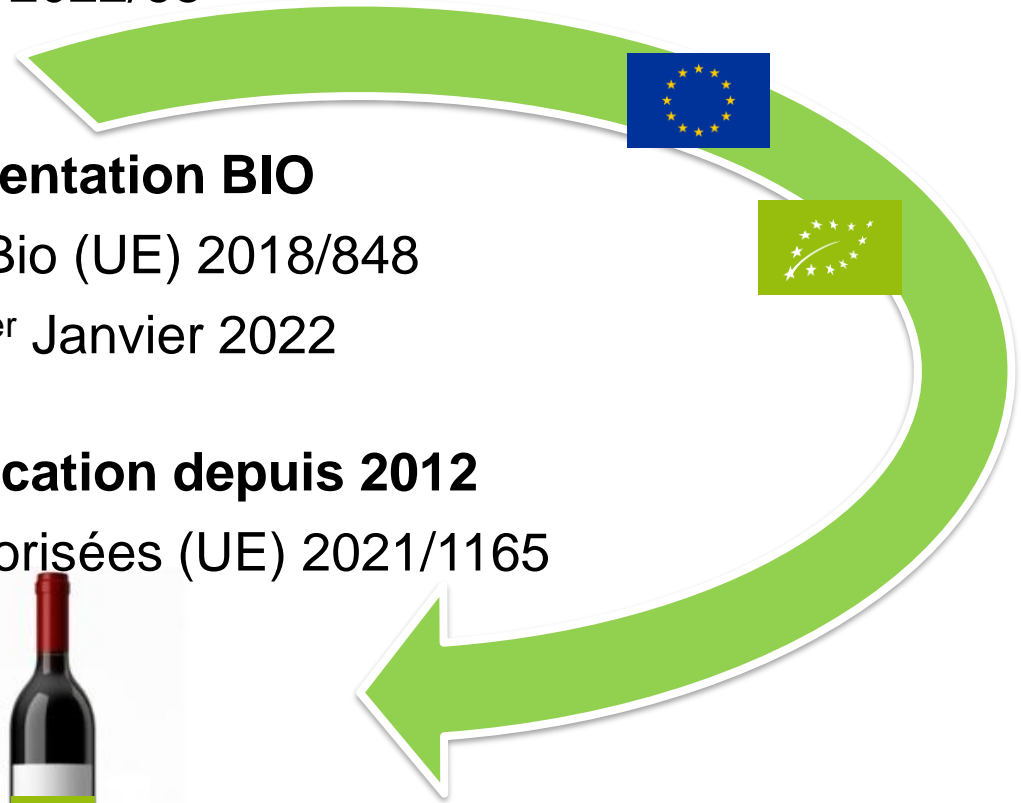 entation BIO
Bio (UE) 2018/848
er Janvier 2022
cation depuis 2012
orisées (UE) 2021/1165